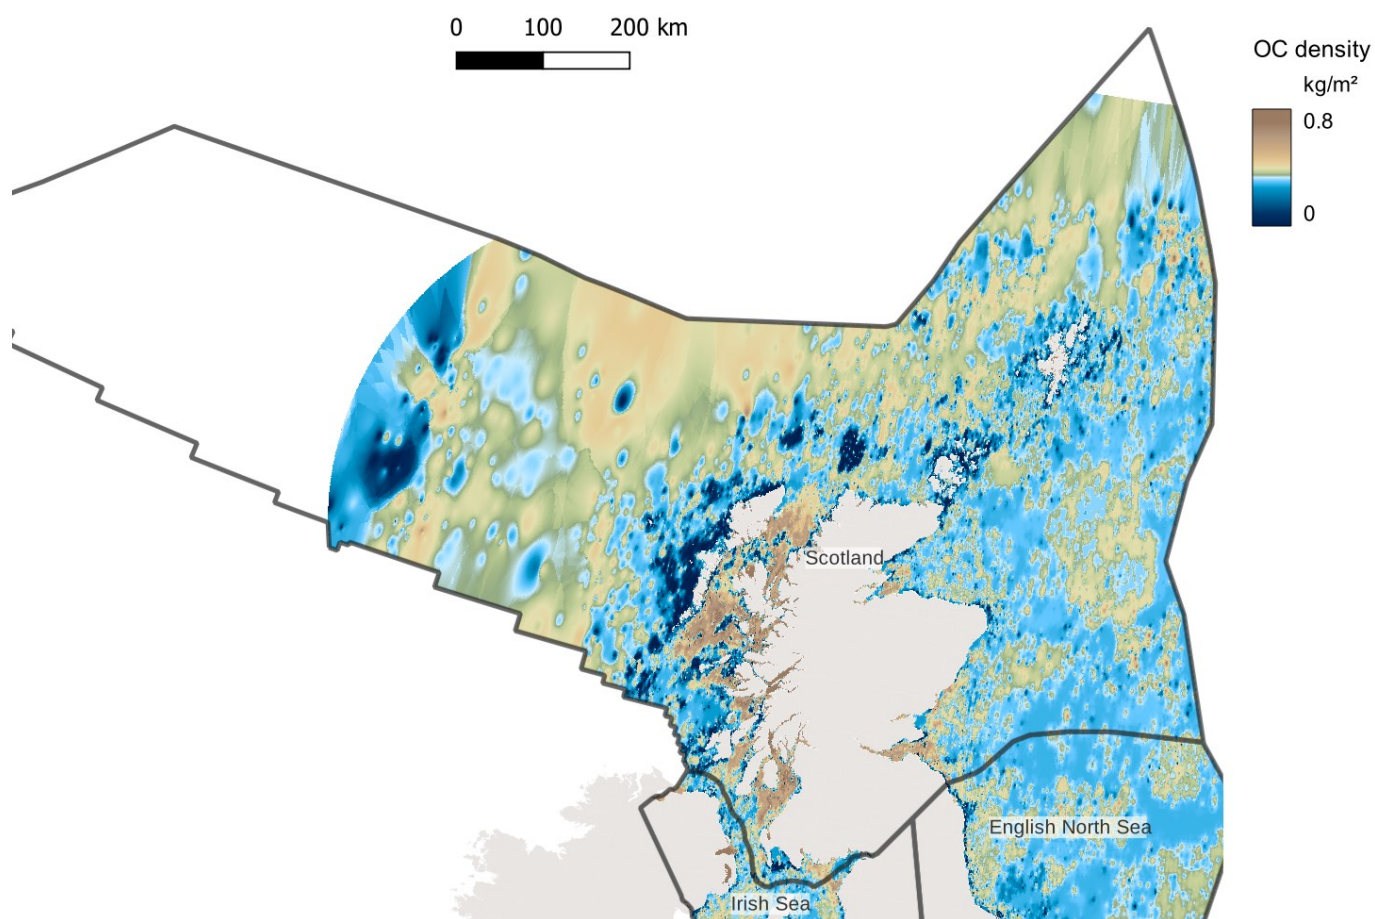 0 100 200 km
OC density
kg/m²
0.8
0
Scotland
English North Sea
Irish Sea